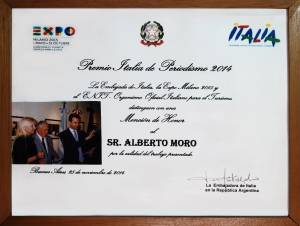 EXPO
MILANO 2015
ITALIA
Premio Italia de Periodismo 2014
La Embajada de Italia, la Expo Milano 2015 y
el ENIT, Organismo Oficial Italiano para el Turismo
distinguen con una
Mención de Honor
al
SR. ALBERTO MORO
por la calidad del trabajo presentado.
Buenos Aires 25 de noviembre de 2014
La Embajadora de Italia
en la República Argentina